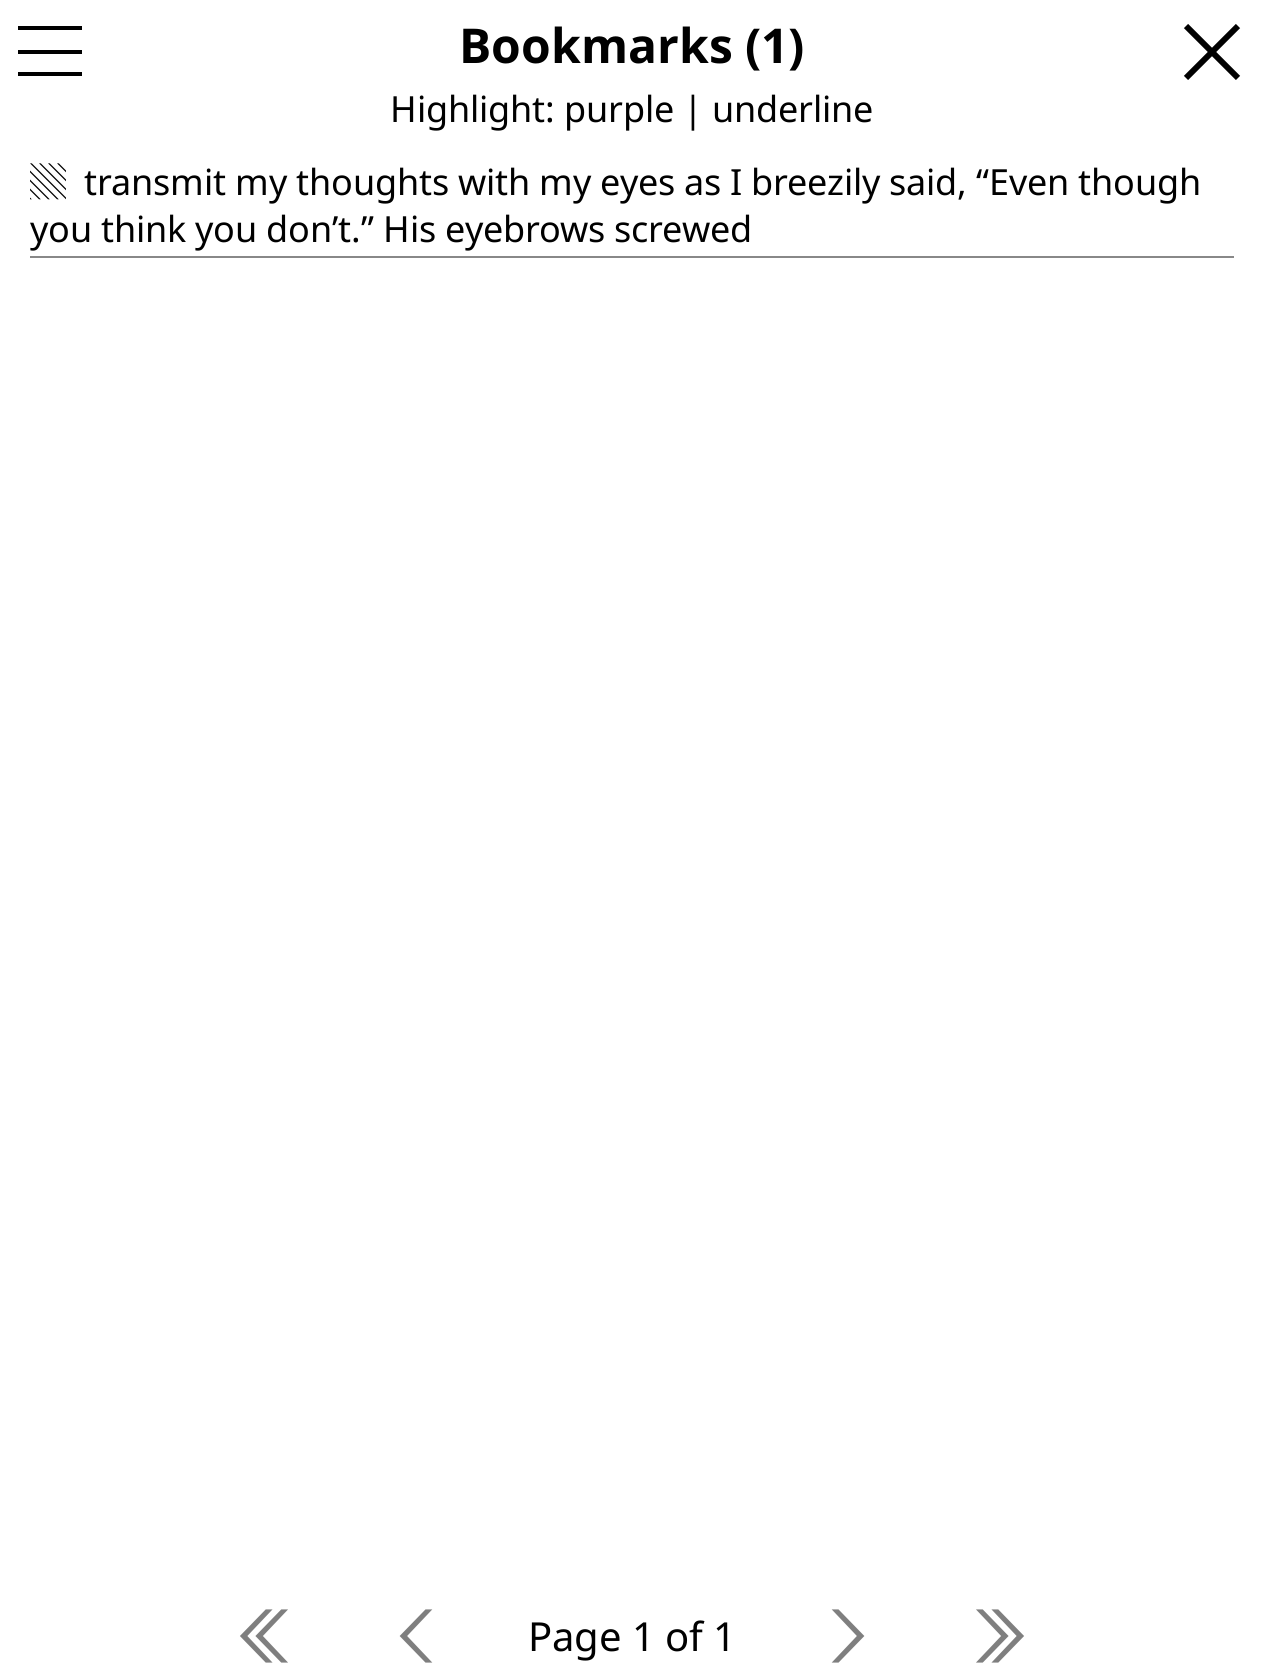 Bookmarks (1)
Highlight: purple | underline
transmit my thoughts with my eyes as I breezily said, “Even though
you think you don’t.” His eyebrows screwed
Page 1 of 1